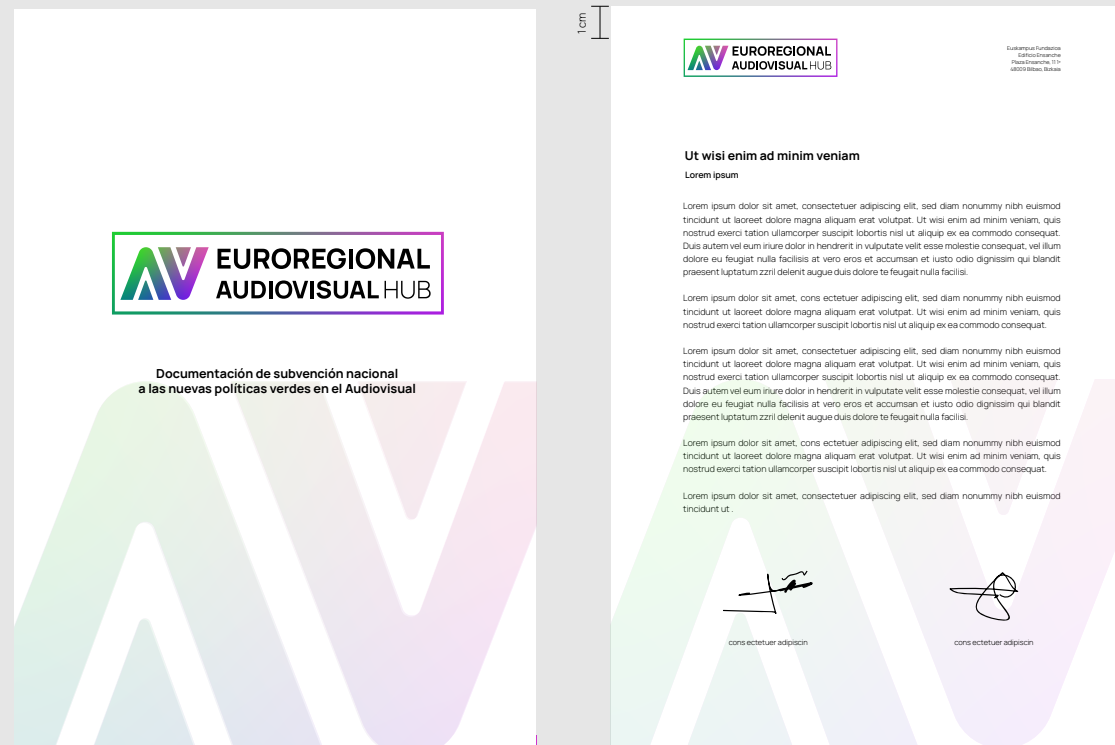 EUROREGIONAL
AUDIOVISUAL HUB
Documentación de subvención nacional
a las nuevas políticas verdes en el Audiovisual
1 cm
EUROREGIONAL
AUDIOVISUAL HUB
Euskampus Fundazioa
Edificio Ensanche
Plaza Ensanche, 11 1º
48009 Bilbao, Bizkaia
Ut wisi enim ad minim veniam
Lorem ipsum
Lorem ipsum dolor sit amet, consectetuer adipiscing elit, sed diam nonummy nibh euismod
tincidunt ut laoreet dolore magna aliquam erat volutpat. Ut wisi enim ad minim veniam, quis
nostrud exerci tation ullamcorper suscipit lobortis nisl ut aliquip ex ea commodo consequat.
Duis autem vel eum iriure dolor in hendrerit in vulputate velit esse molestie consequat, vel illum
dolore eu feugiat nulla facilisis at vero eros et accumsan et iusto odio dignissim qui blandit
praesent luptatum zzril delenit augue duis dolore te feugait nulla facilisi.
Lorem ipsum dolor sit amet, cons ectetuer adipiscing elit, sed diam nonummy nibh euismod
tincidunt ut laoreet dolore magna aliquam erat volutpat. Ut wisi enim ad minim veniam, quis
nostrud exerci tation ullamcorper suscipit lobortis nisl ut aliquip ex ea commodo consequat.
Lorem ipsum dolor sit amet, consectetuer adipiscing elit, sed diam nonummy nibh euismod
tincidunt ut laoreet dolore magna aliquam erat volutpat. Ut wisi enim ad minim veniam, quis
nostrud exerci tation ullamcorper suscipit lobortis nisl ut aliquip ex ea commodo consequat.
Duis autem vel eum iriure dolor in hendrerit in vulputate velit esse molestie consequat, vel illum
dolore eu feugiat nulla facilisis at vero eros et accumsan et iusto odio dignissim qui blandit
praesent luptatum zzril delenit augue duis dolore te feugait nulla facilisi.
Lorem ipsum dolor sit amet, cons ectetuer adipiscing elit, sed diam nonummy nibh euismod
tincidunt ut laoreet dolore magna aliquam erat volutpat. Ut wisi enim ad minim veniam, quis
nostrud exerci tation ullamcorper suscipit lobortis nisl ut aliquip ex ea commodo consequat.
Lorem ipsum dolor sit amet, consectetuer adipiscing elit, sed diam nonummy nibh euismod
tincidunt ut .
cons ectetuer adipiscin
cons ectetuer adipiscin